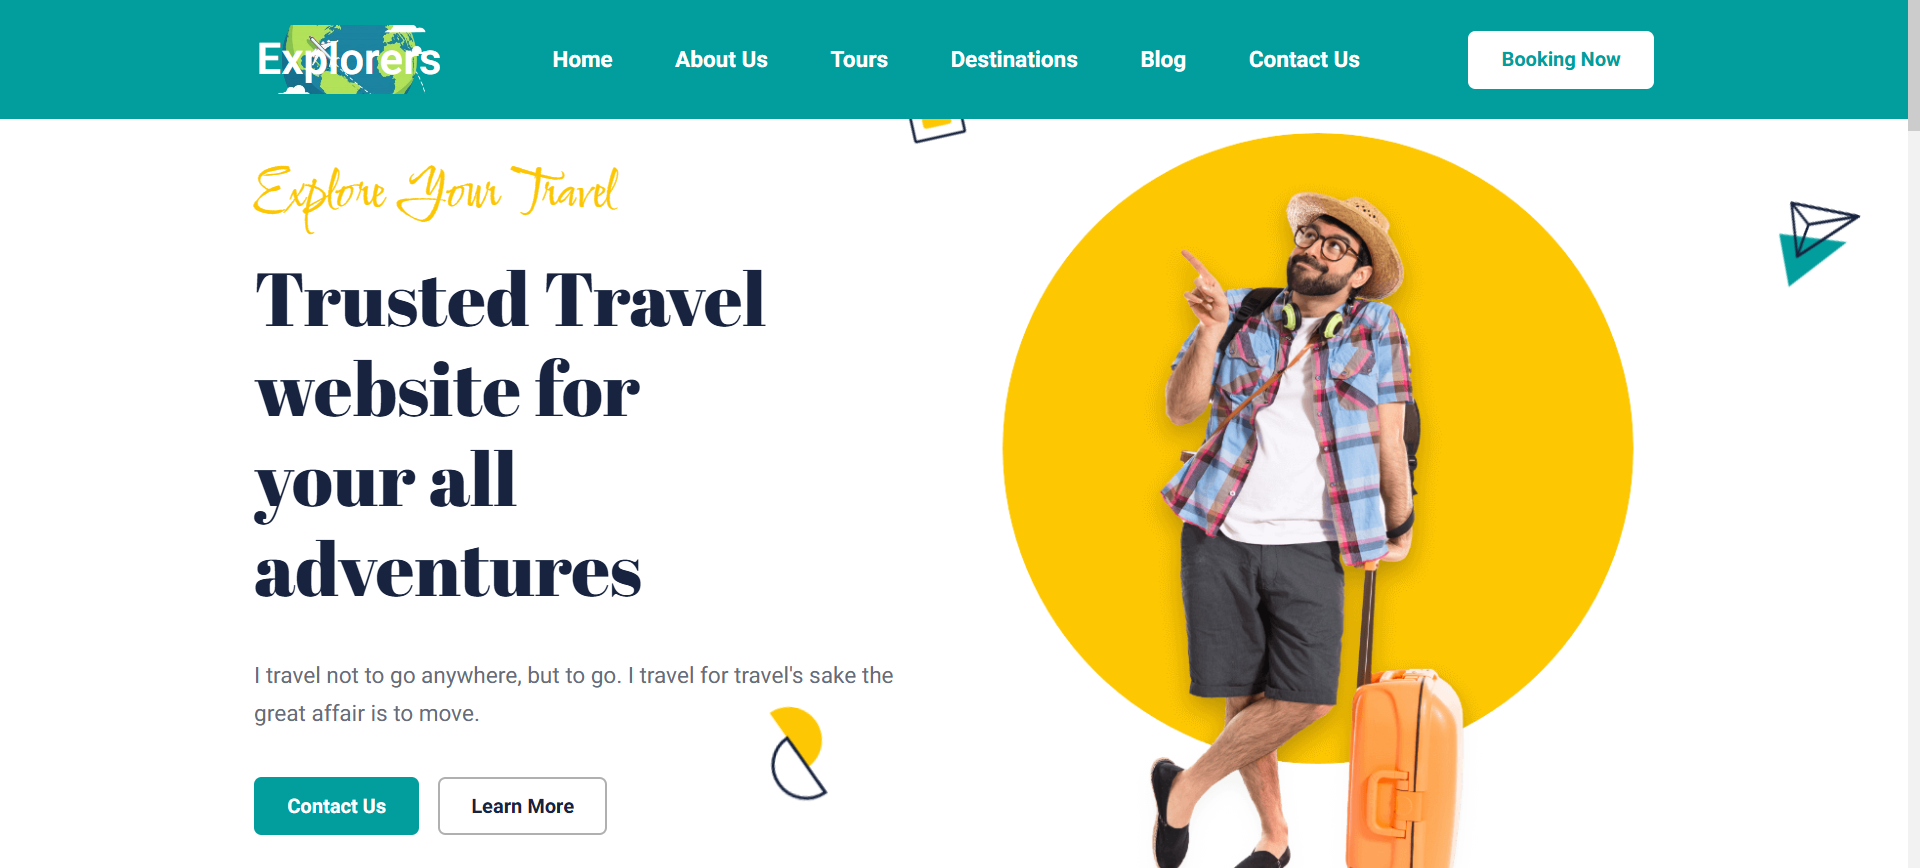 Explorers
Home About Us Tours Destinations Blog Contact Us Booking Now
Explore Your Travel
Trusted Travel
website for
your all
adventures
I travel not to go anywhere, but to go. I travel for travel's sake the
great affair is to move.
Contact Us Learn More